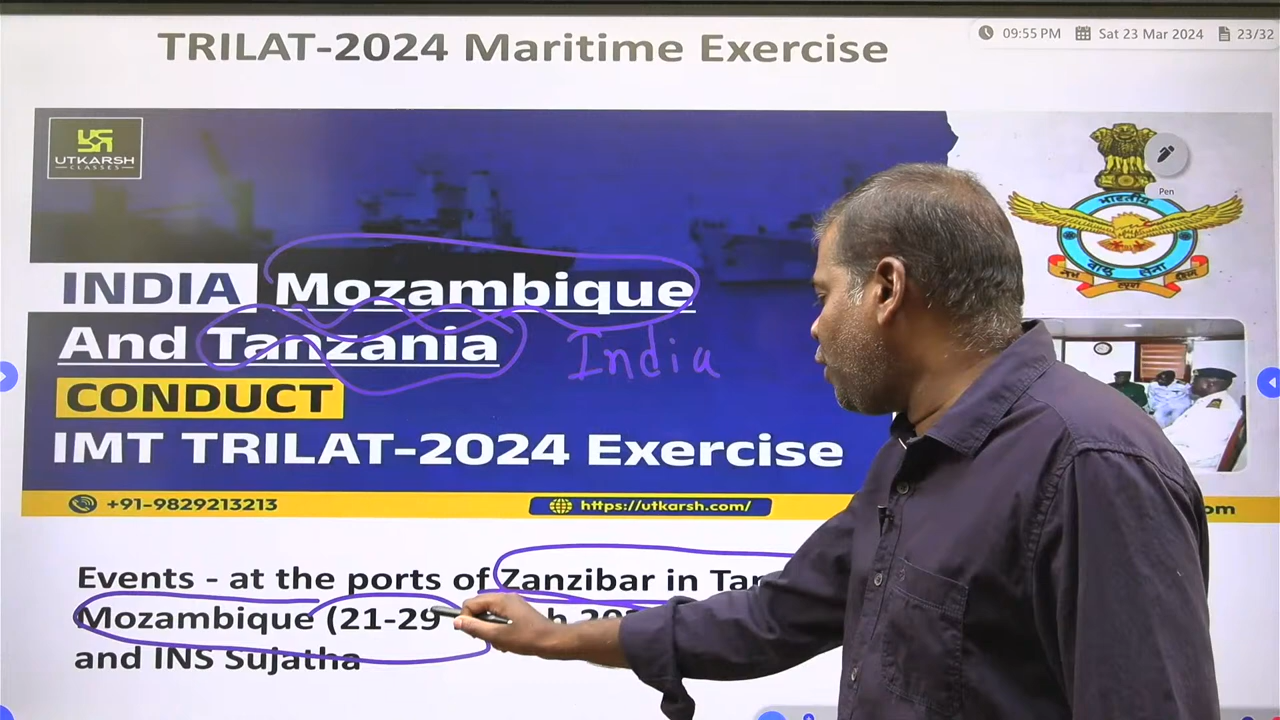 TRILAT-2024 Maritime Exercise
09:55 PM Sat 23 Mar 2024 23/32
UTKARSH
CLASSES
Pen
INDIA Mozambique
And Tanzania
India
CONDUCT
IMT TRILAT-2024 Exercise
+91-9829213213
https://utkarsh.com/
om
Events - at the ports of Zanzibar in Ta
Mozambique (21-29
and INS Sujatha